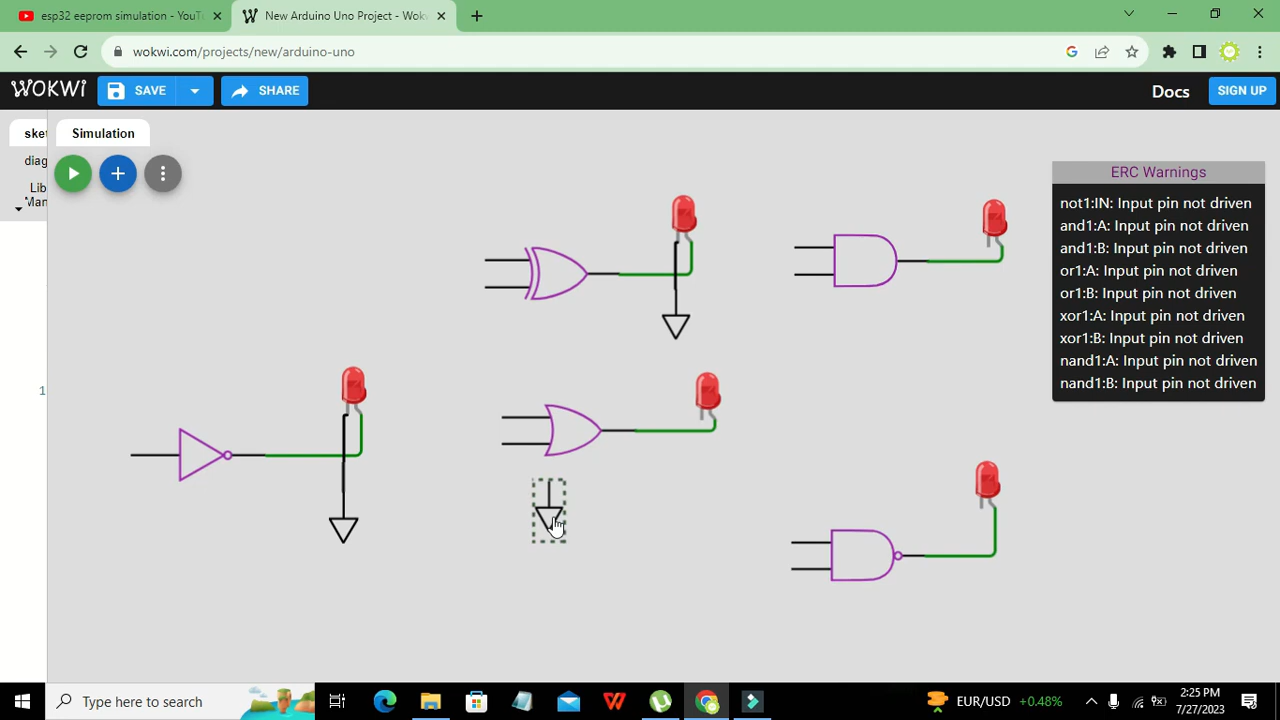 esp32 eeprom simulation - YouT
New Arduino Uno Project - Wok
wokwi.com/projects/new/arduino-uno
WOKWI
SAVE
SHARE
Docs
SIGN UP
sket
Simulation
diag
Lib
Man
1
ERC Warnings
not1:IN: Input pin not driven
and1:A: Input pin not driven
and1:B: Input pin not driven
or1:A: Input pin not driven
or1:B: Input pin not driven
xor1:A: Input pin not driven
xor1:B: Input pin not driven
nand1:A: Input pin not driven
nand1:B: Input pin not driven
Type here to search
EUR/USD +0.48%
2:25 PM
7/27/2023